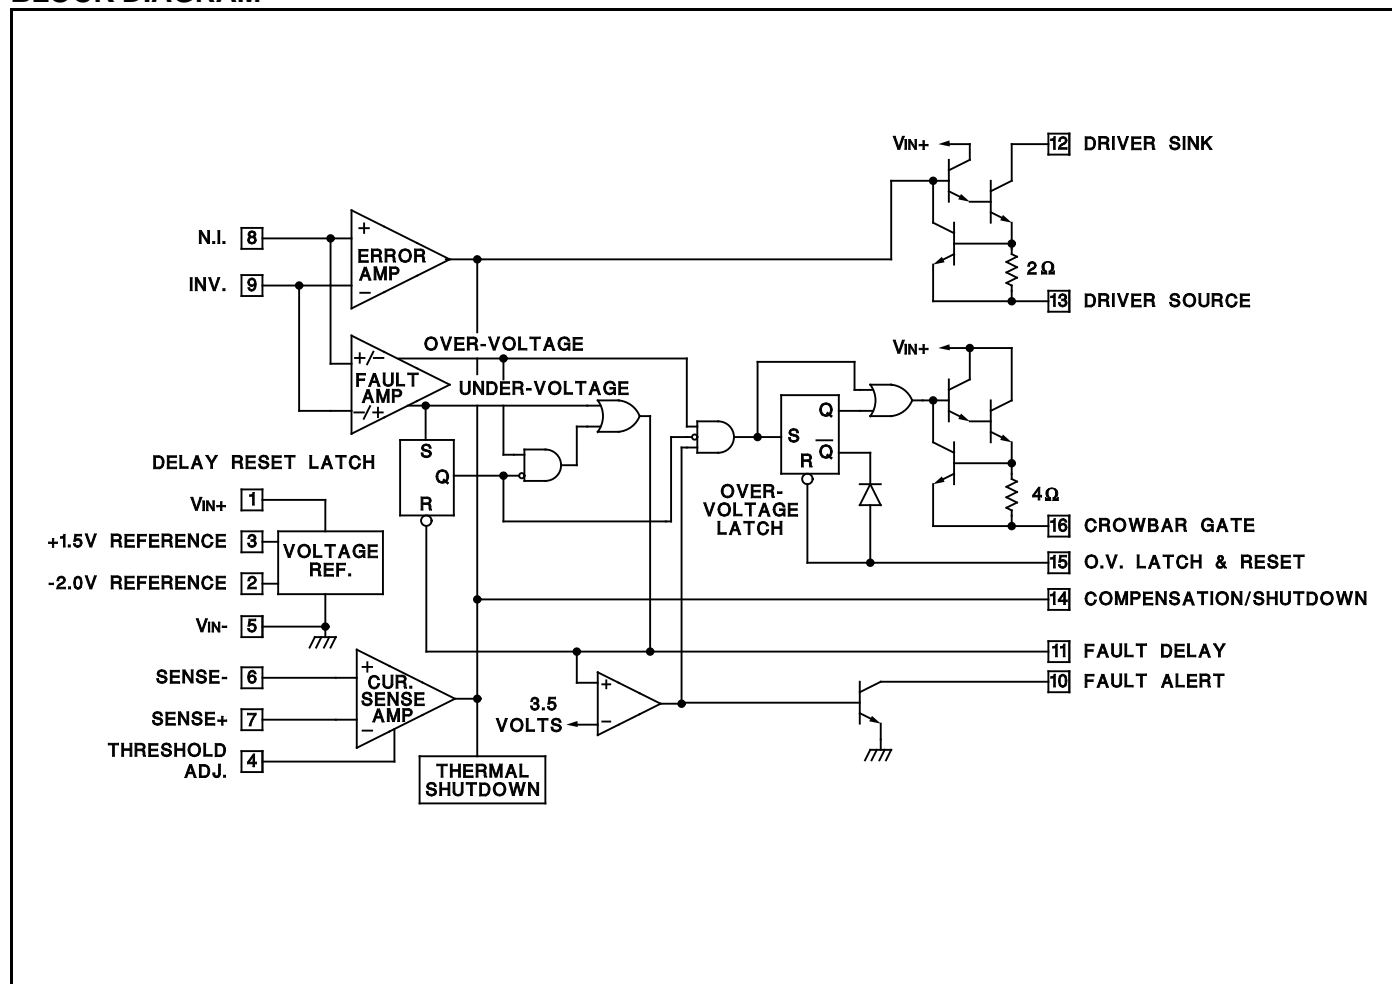 BLOCK DIAGRAM
VIN+
12 DRIVER SINK
N.I. 8
+
ERROR
AMP
−
INV. 9
2Ω
13 DRIVER SOURCE
OVER-VOLTAGE
VIN+
+/−
FAULT
AMP
−/+
UNDER-VOLTAGE
S
Q
R
S
Q
Q
R
DELAY RESET LATCH
OVER-
VOLTAGE
LATCH
4Ω
VIN+ 1
16 CROWBAR GATE
+1.5V REFERENCE 3
VOLTAGE
REF.
15 O.V. LATCH & RESET
-2.0V REFERENCE 2
14 COMPENSATION/SHUTDOWN
VIN- 5
11 FAULT DELAY
SENSE- 6
+
CUR.
SENSE
AMP
−
10 FAULT ALERT
SENSE+ 7
3.5
VOLTS
+
−
THRESHOLD
ADJ. 4
THERMAL
SHUTDOWN